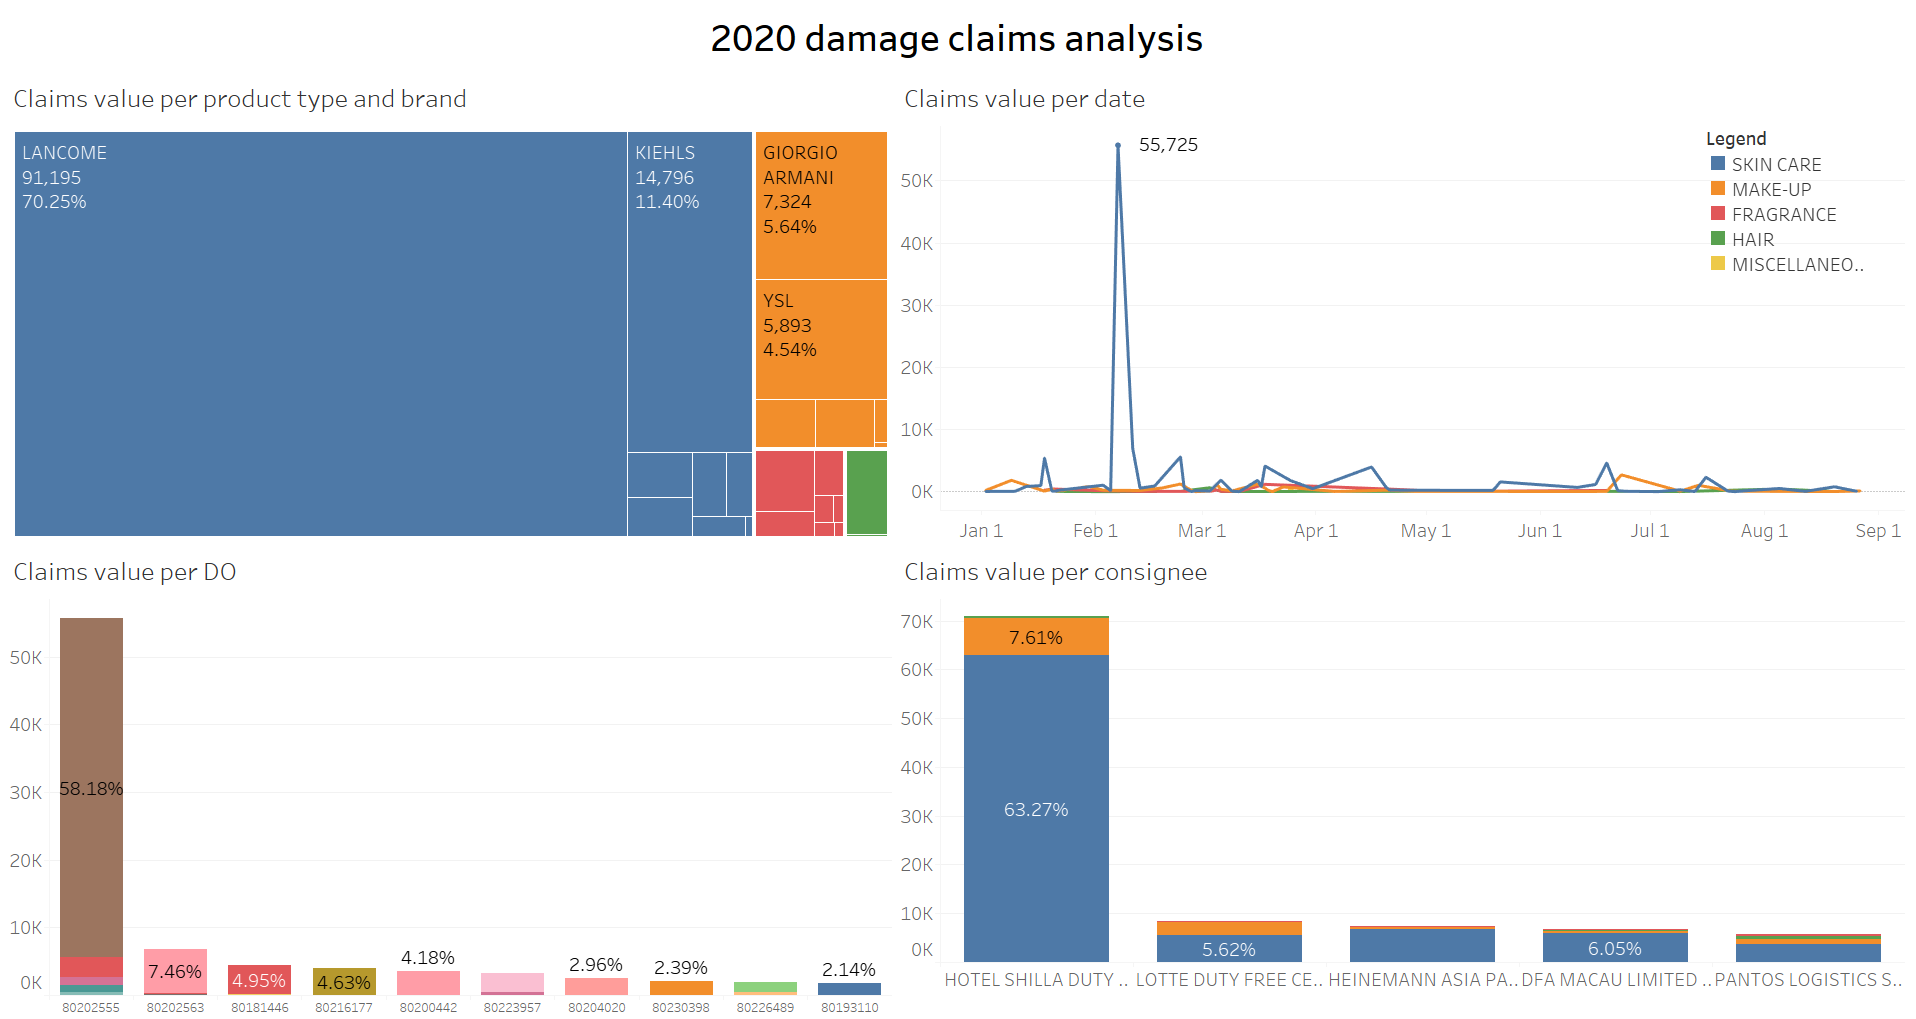 2020 damage claims analysis
Claims value per product type and brand
LANCOME
91,195
70.25%
KIEHLS
14,796
11.40%
GIORGIO
ARMANI
7,324
5.64%
YSL
5,893
4.54%
Claims value per date
55,725
Legend
SKIN CARE
MAKE-UP
FRAGRANCE
HAIR
MISCELLANEO..
50K
40K
30K
20K
10K
0K
Jan 1 Feb 1 Mar 1 Apr 1 May 1 Jun 1 Jul 1 Aug 1 Sep 1
Claims value per DO
50K
40K
30K
20K
10K
0K
58.18%
7.46%
4.95%
4.63%
4.18%
2.96%
2.39%
2.14%
80202555 80202563 80181446 80216177 80200442 80223957 80204020 80230398 80226489 80193110
Claims value per consignee
70K
60K
50K
40K
30K
20K
10K
0K
7.61%
63.27%
5.62%
6.05%
HOTEL SHILLA DUTY .. LOTTE DUTY FREE CE.. HEINEMANN ASIA PA.. DFA MACAU LIMITED .. PANTOS LOGISTICS S..